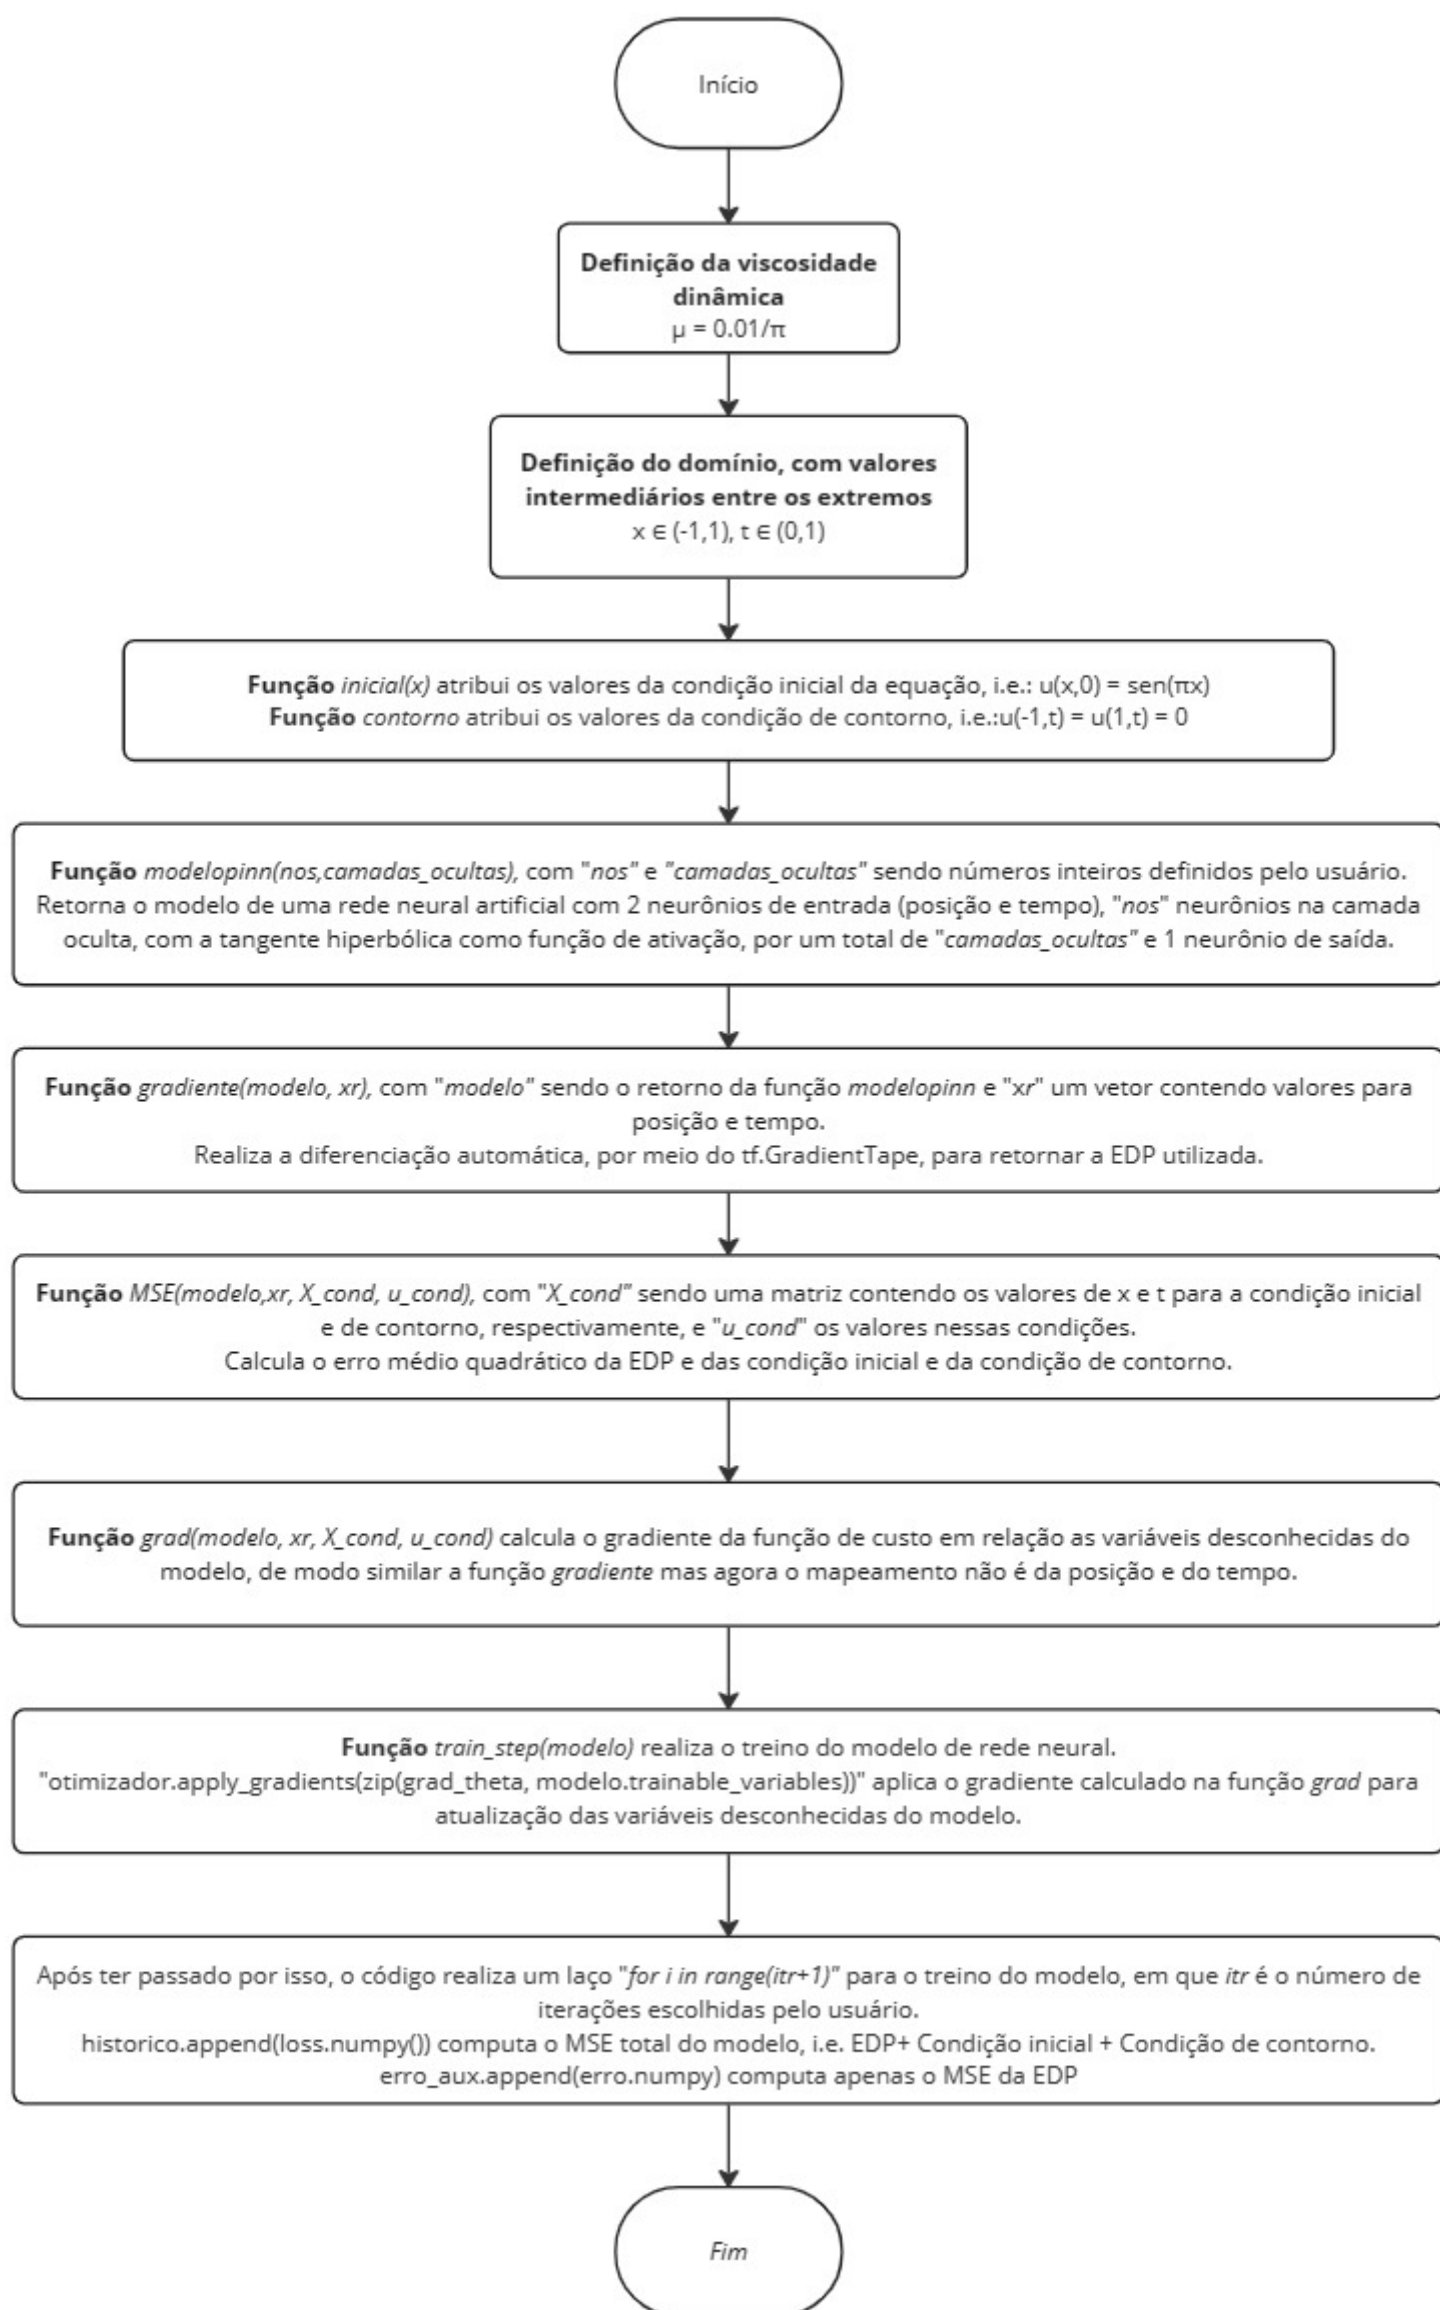 Início
Definição da viscosidade
dinâmica
μ = 0.01/π
Definição do domínio, com valores
intermediários entre os extremos
x ∈ (-1,1), t ∈ (0,1)
Função inicial(x) atribui os valores da condição inicial da equação, i.e.: u(x,0) = sen(πx)
Função contorno atribui os valores da condição de contorno, i.e.:u(-1,t) = u(1,t) = 0
Função modelopinn(nos,camadas_ocultas), com "nos" e "camadas_ocultas" sendo números inteiros definidos pelo usuário.
Retorna o modelo de uma rede neural artificial com 2 neurônios de entrada (posição e tempo), "nos" neurônios na camada
oculta, com a tangente hiperbólica como função de ativação, por um total de "camadas_ocultas" e 1 neurônio de saída.
Função gradiente(modelo, xr), com "modelo" sendo o retorno da função modelopinn e "xr" um vetor contendo valores para
posição e tempo.
Realiza a diferenciação automática, por meio do tf.GradientTape, para retornar a EDP utilizada.
Função MSE(modelo,xr, X_cond, u_cond), com "X_cond" sendo uma matriz contendo os valores de x e t para a condição inicial
e de contorno, respectivamente, e "u_cond" os valores nessas condições.
Calcula o erro médio quadrático da EDP e das condição inicial e da condição de contorno.
Função grad(modelo, xr, X_cond, u_cond) calcula o gradiente da função de custo em relação as variáveis desconhecidas do
modelo, de modo similar a função gradiente mas agora o mapeamento não é da posição e do tempo.
Função train_step(modelo) realiza o treino do modelo de rede neural.
"otimizador.apply_gradients(zip(grad_theta, modelo.trainable_variables))" aplica o gradiente calculado na função grad para
atualização das variáveis desconhecidas do modelo.
Após ter passado por isso, o código realiza um laço "for i in range(itr+1)" para o treino do modelo, em que itr é o número de
iterações escolhidas pelo usuário.
historico.append(loss.numpy()) computa o MSE total do modelo, i.e. EDP+ Condição inicial + Condição de contorno.
erro_aux.append(erro.numpy) computa apenas o MSE da EDP
Fim